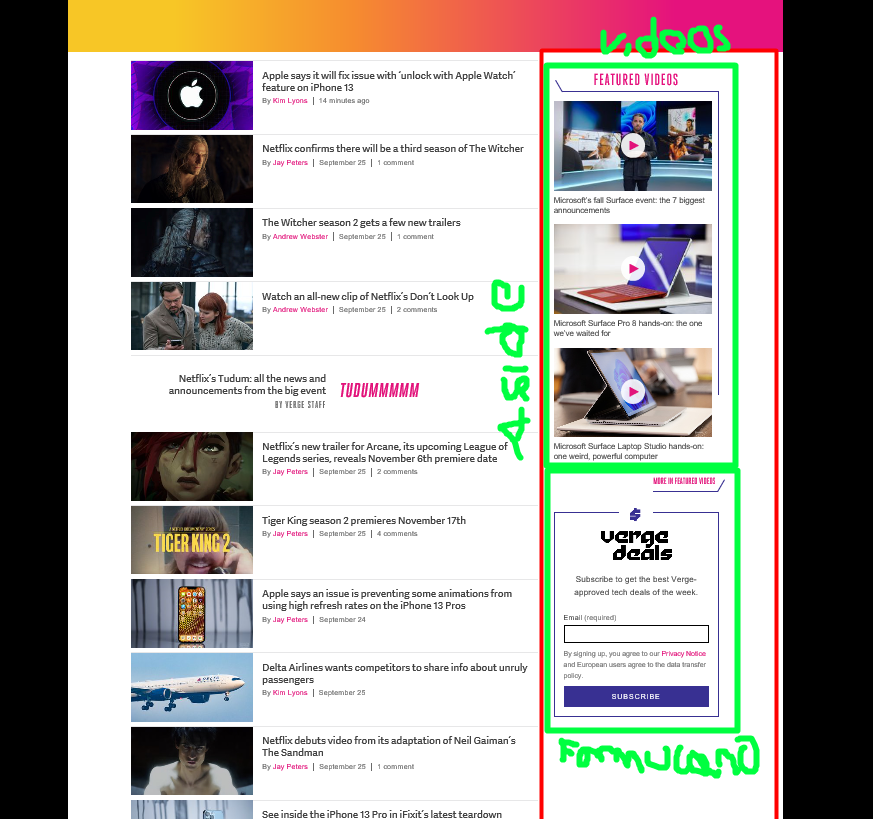 videos
Apple says it will fix issue with ‘unlock with Apple Watch’
feature on iPhone 13
By Kim Lyons | 14 minutes ago
Netflix confirms there will be a third season of The Witcher
By Jay Peters | September 25 | 1 comment
The Witcher season 2 gets a few new trailers
By Andrew Webster | September 25 | 1 comment
Watch an all-new clip of Netflix’s Don’t Look Up
By Andrew Webster | September 25 | 2 comments
Netflix’s Tudum: all the news and
announcements from the big event
BY VERGE STAFF
TUDUMMMMM
Netflix’s new trailer for Arcane, its upcoming League of
Legends series, reveals November 6th premiere date
By Jay Peters | September 25 | 2 comments
TIGER KING 2
Tiger King season 2 premieres November 17th
By Jay Peters | September 25 | 4 comments
Apple says an issue is preventing some animations from
using high refresh rates on the iPhone 13 Pros
By Jay Peters | September 24
Delta Airlines wants competitors to share info about unruly
passengers
By Kim Lyons | September 25
Netflix debuts video from its adaptation of Neil Gaiman’s
The Sandman
By Jay Peters | September 25 | 1 comment
See inside the iPhone 13 Pro in iFixit’s latest teardown
Aside
FEATURED VIDEOS
Microsoft's fall Surface event: the 7 biggest
announcements
Microsoft Surface Pro 8 hands-on: the one
we've waited for
Microsoft Surface Laptop Studio hands-on:
one weird, powerful computer
MORE IN FEATURED VIDEOS
verge
deals
Subscribe to get the best Verge-
approved tech deals of the week.
Email (required)
By signing up, you agree to our Privacy Notice
and European users agree to the data transfer
policy.
SUBSCRIBE
Formulario